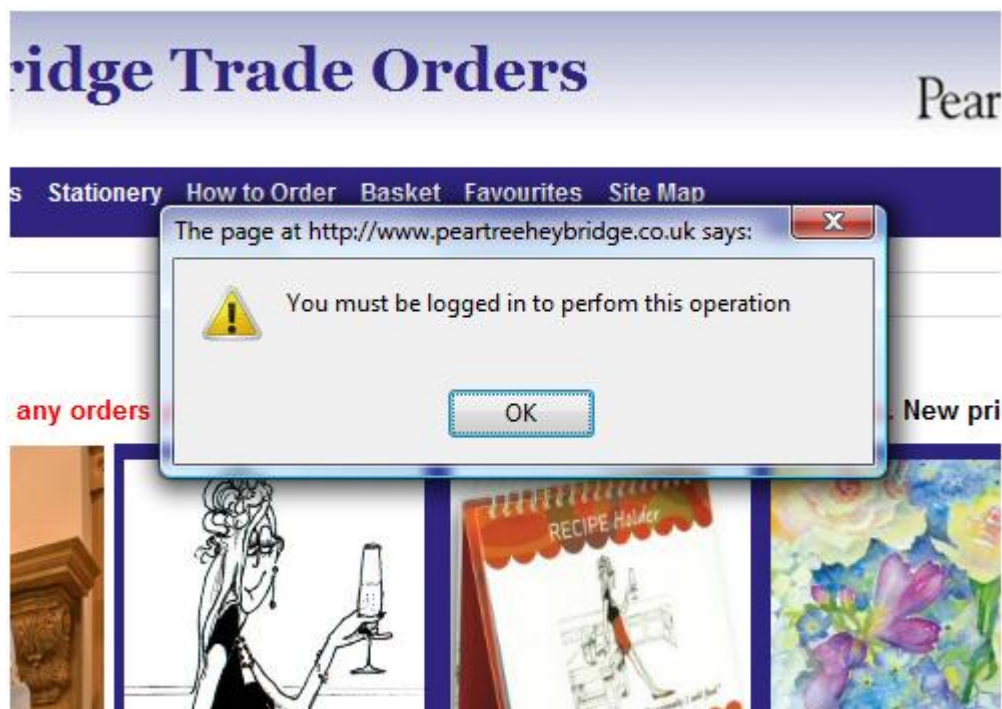 ridge Trade Orders
Pear
s Stationery How to Order Basket Favourites Site Map
The page at http://www.peartreeheybridge.co.uk says:
You must be logged in to perfom this operation
OK
any orders . New pri
RECIPE Holder